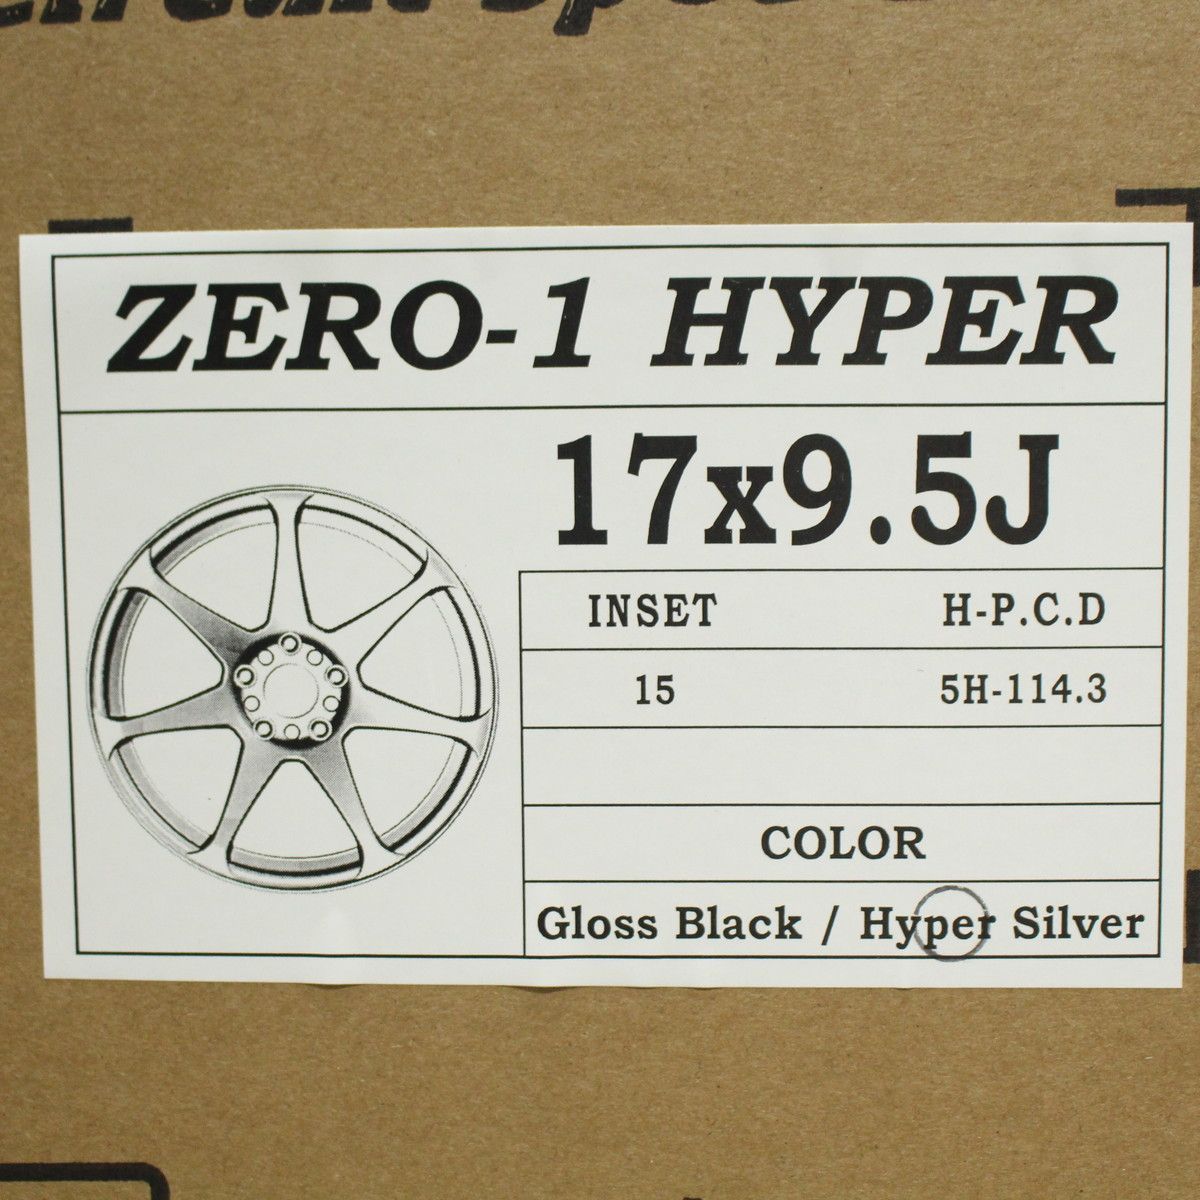 ZERO-1 HYPER
17x9.5J
INSET H-P.C.D
15 5H-114.3
COLOR
Gloss Black / Hyper Silver